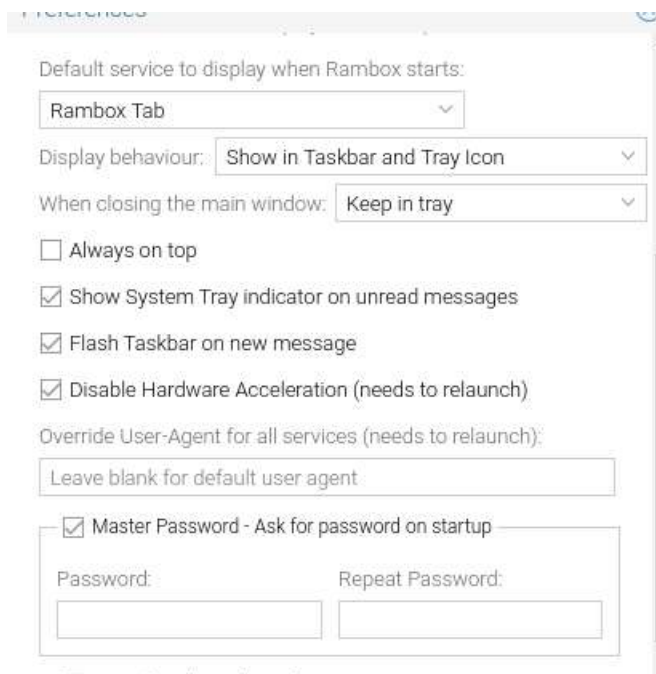 Preferences
Default service to display when Rambox starts:
Rambox Tab
Display behaviour: Show in Taskbar and Tray Icon
When closing the main window: Keep in tray
Always on top
Show System Tray indicator on unread messages
Flash Taskbar on new message
Disable Hardware Acceleration (needs to relaunch)
Override User-Agent for all services (needs to relaunch):
Leave blank for default user agent
Master Password - Ask for password on startup
Password: Repeat Password: